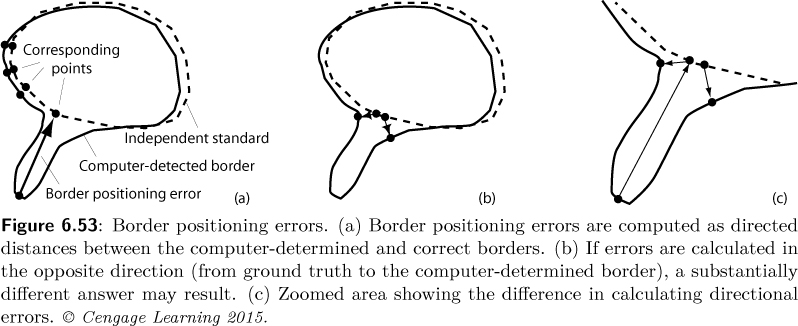 Corresponding
points
Independent standard
Computer-detected border
Border positioning error
(a)
(b)
(c)
Figure 6.53: Border positioning errors. (a) Border positioning errors are computed as directed
distances between the computer-determined and correct borders. (b) If errors are calculated in
the opposite direction (from ground truth to the computer-determined border), a substantially
different answer may result. (c) Zoomed area showing the difference in calculating directional
errors. © Cengage Learning 2015.